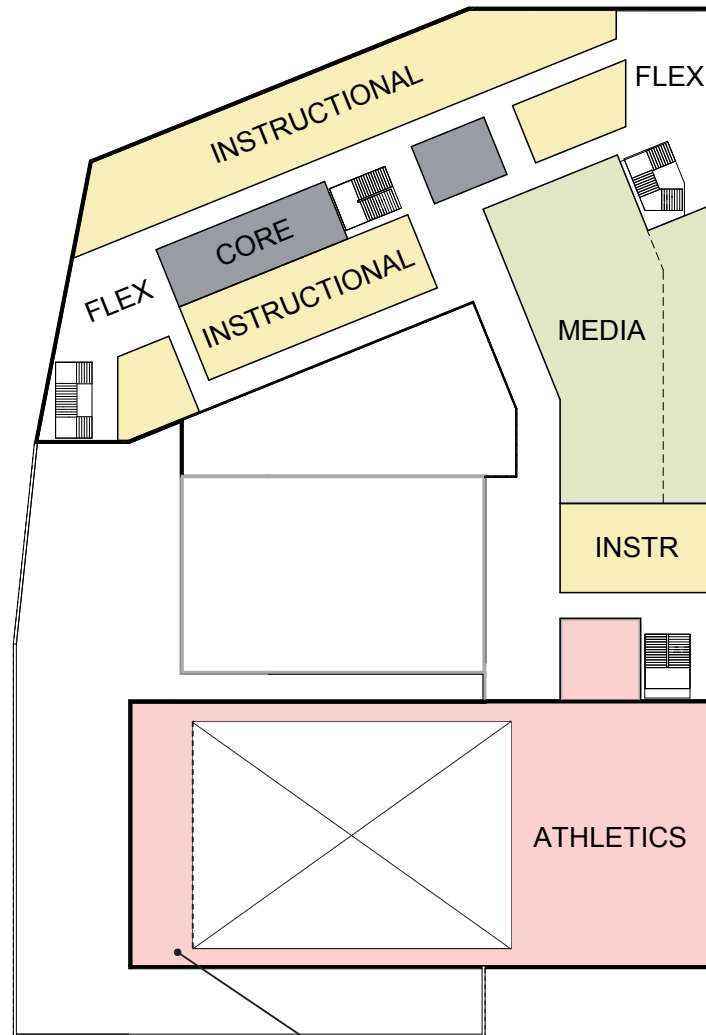 INSTRUCTIONAL
FLEX
CORE
FLEX
INSTRUCTIONAL
MEDIA
INSTR
ATHLETICS